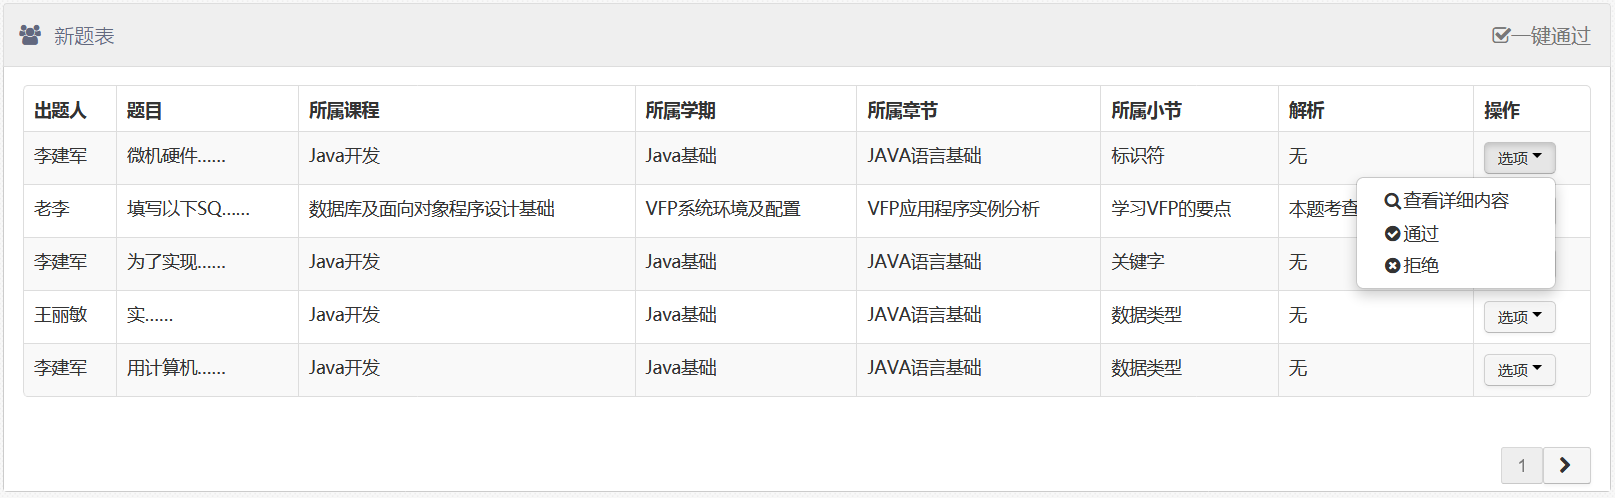 新题表
一键通过
出题人 题目 所属课程 所属学期 所属章节 所属小节 解析 操作
李建军 微机硬件…… Java开发 Java基础 JAVA语言基础 标识符 无 选项
老李 填写以下SQ…… 数据库及面向对象程序设计基础 VFP系统环境及配置 VFP应用程序实例分析 学习VFP的要点 本题考查
李建军 为了实现…… Java开发 Java基础 JAVA语言基础 关键字 无
查看详细内容
通过
拒绝
王丽敏 实…… Java开发 Java基础 JAVA语言基础 数据类型 无 选项
李建军 用计算机…… Java开发 Java基础 JAVA语言基础 数据类型 无 选项
1